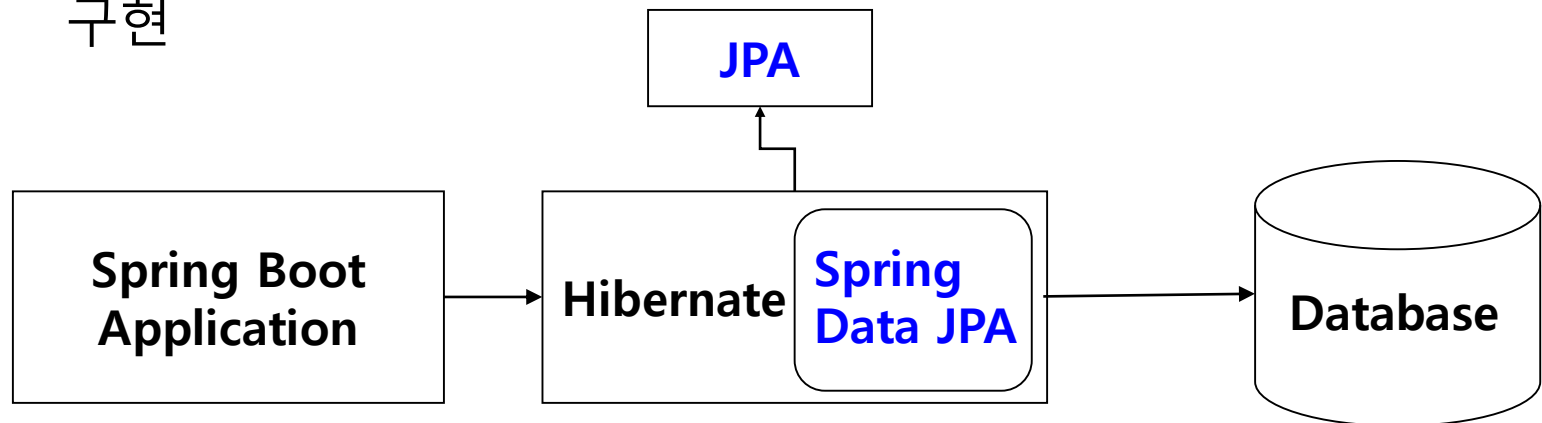 구현
JPA
Spring Boot
Application
Hibernate
Spring
Data JPA
Database